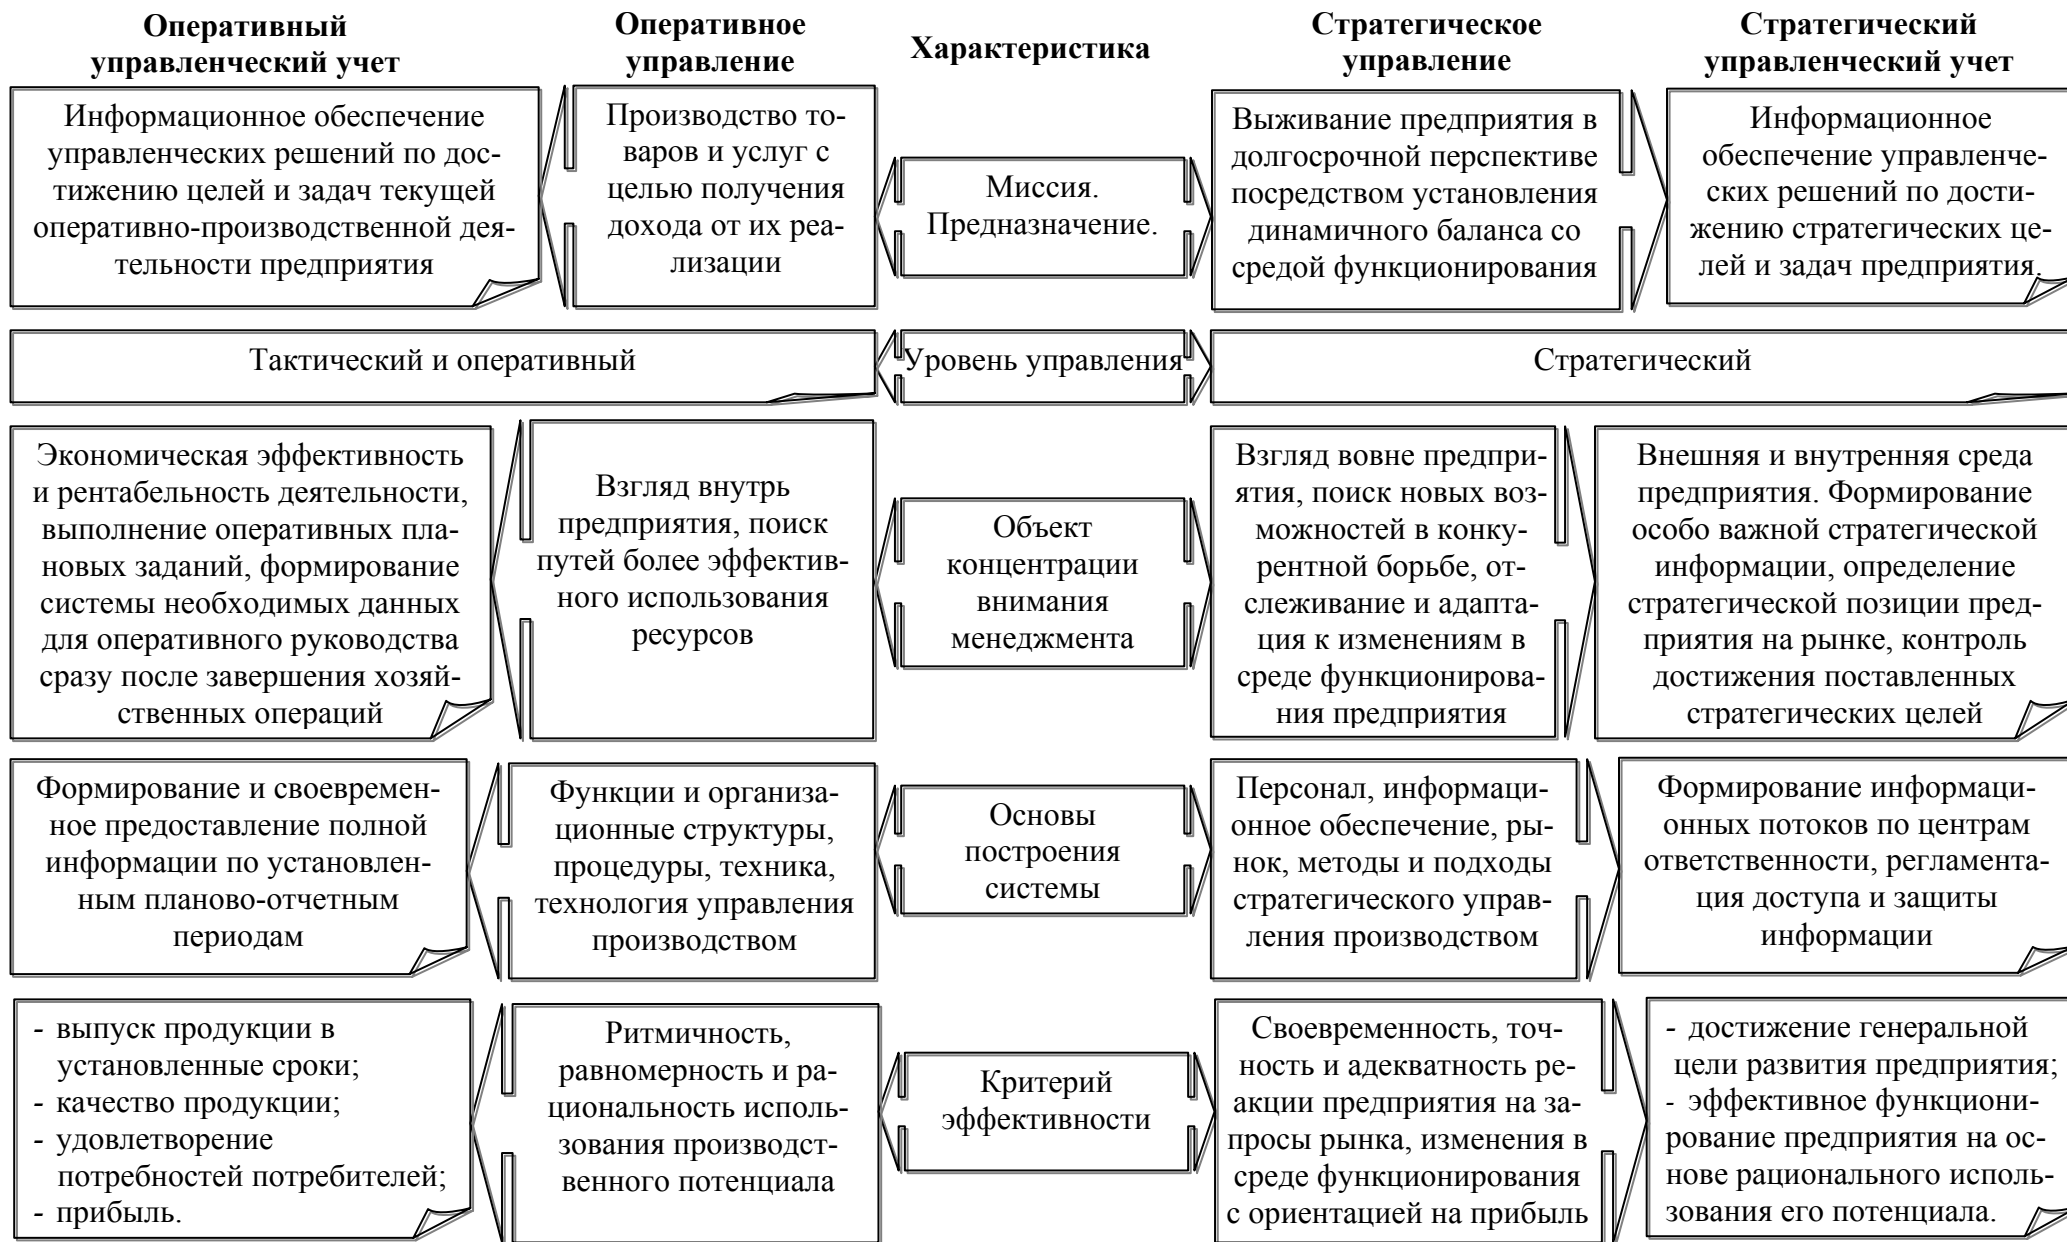 Оперативный
управленческий учет
Оперативное
управление
Характеристика
Стратегическое
управление
Стратегический
управленческий учет
Информационное обеспечение
управленческих решений по дос-
тижению целей и задач текущей
оперативно-производственной дея-
тельности предприятия
Производство то-
варов и услуг с
целью получения
дохода от их реа-
лизации
Миссия.
Предназначение.
Выживание предприятия в
долгосрочной перспективе
посредством установления
динамичного баланса со
средой функционирования
Информационное
обеспечение управленче-
ских решений по дости-
жению стратегических це-
лей и задач предприятия.
Тактический и оперативный
Уровень управления
Стратегический
Экономическая эффективность
и рентабельность деятельности,
выполнение оперативных пла-
новых заданий, формирование
системы необходимых данных
для оперативного руководства
сразу после завершения хозяй-
ственных операций
Взгляд внутрь
предприятия, поиск
путей более эффектив-
ного использования
ресурсов
Объект
концентрации
внимания
менеджмента
Взгляд вовне предпри-
ятия, поиск новых воз-
можностей в конку-
рентной борьбе, от-
слеживание и адапта-
ция к изменениям в
среде функционирова-
ния предприятия
Внешняя и внутренняя среда
предприятия. Формирование
особо важной стратегической
информации, определение
стратегической позиции пред-
приятия на рынке, контроль
достижения поставленных
стратегических целей
Формирование и своевремен-
ное предоставление полной
информации по установлен-
ным планово-отчетным
периодам
Функции и организа-
ционные структуры,
процедуры, техника,
технология управления
производством
Основы
построения
системы
Персонал, информаци-
онное обеспечение, ры-
нок, методы и подходы
стратегического управ-
ления производством
Формирование информаци-
онных потоков по центрам
ответственности, регламента-
ция доступа и защиты
информации
- выпуск продукции в
установленные сроки;
- качество продукции;
- удовлетворение
потребностей потребителей;
- прибыль.
Ритмичность,
равномерность и ра-
циональность исполь-
зования производст-
венного потенциала
Критерий
эффективности
Своевременность, точ-
ность и адекватность ре-
акции предприятия на за-
просы рынка, изменения в
среде функционирования
с ориентацией на прибыль
- достижение генеральной
цели развития предприятия;
- эффективное функциони-
рование предприятия на ос-
нове рационального исполь-
зования его потенциала.